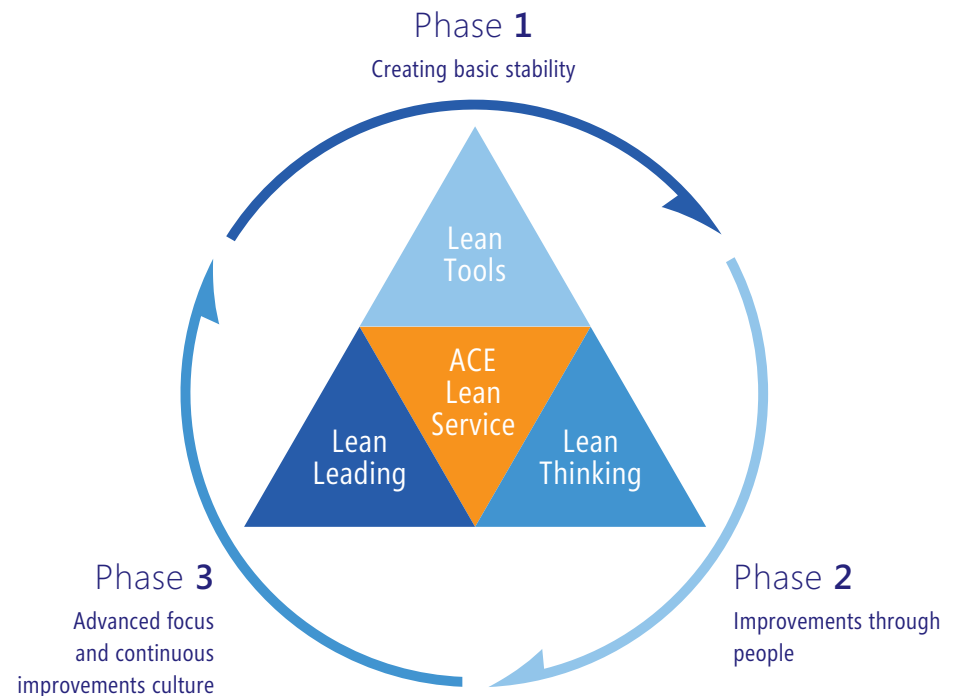 Phase 1
Creating basic stability
Lean
Tools
ACE
Lean
Service
Lean
Leading
Lean
Thinking
Phase 3
Advanced focus
and continuous
improvements culture
Phase 2
Improvements through
people